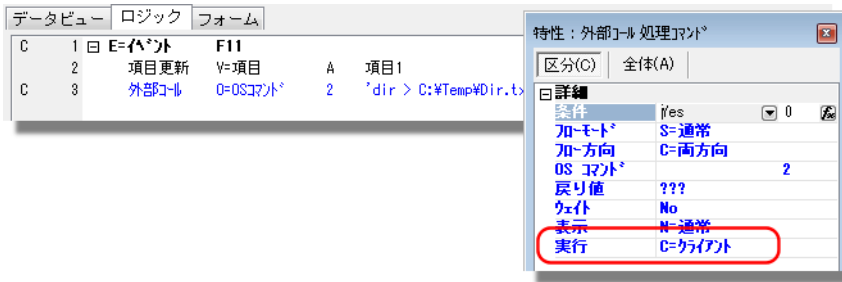 データビュー ロジック フォーム
C 1 E=ｲﾍﾞﾝﾄ F11
2 項目更新 V=項目 A 項目1
C 3 外部ｺｰﾙ O=OSｺﾏﾝﾄﾞ 2 'dir > C:¥Temp¥Dir.tx
特性：外部ｺｰﾙ 処理ｺﾏﾝﾄﾞ
区分(C) 全体(A)
詳細
条件 Yes 0
ﾌﾛｰﾓｰﾄﾞ S=通常
ﾌﾛｰ方向 C=両方向
OS ｺﾏﾝﾄﾞ 2
戻り値 ???
ｳｪｲﾄ No
表示 N=通常
実行 C=ｸﾗｲｱﾝﾄ